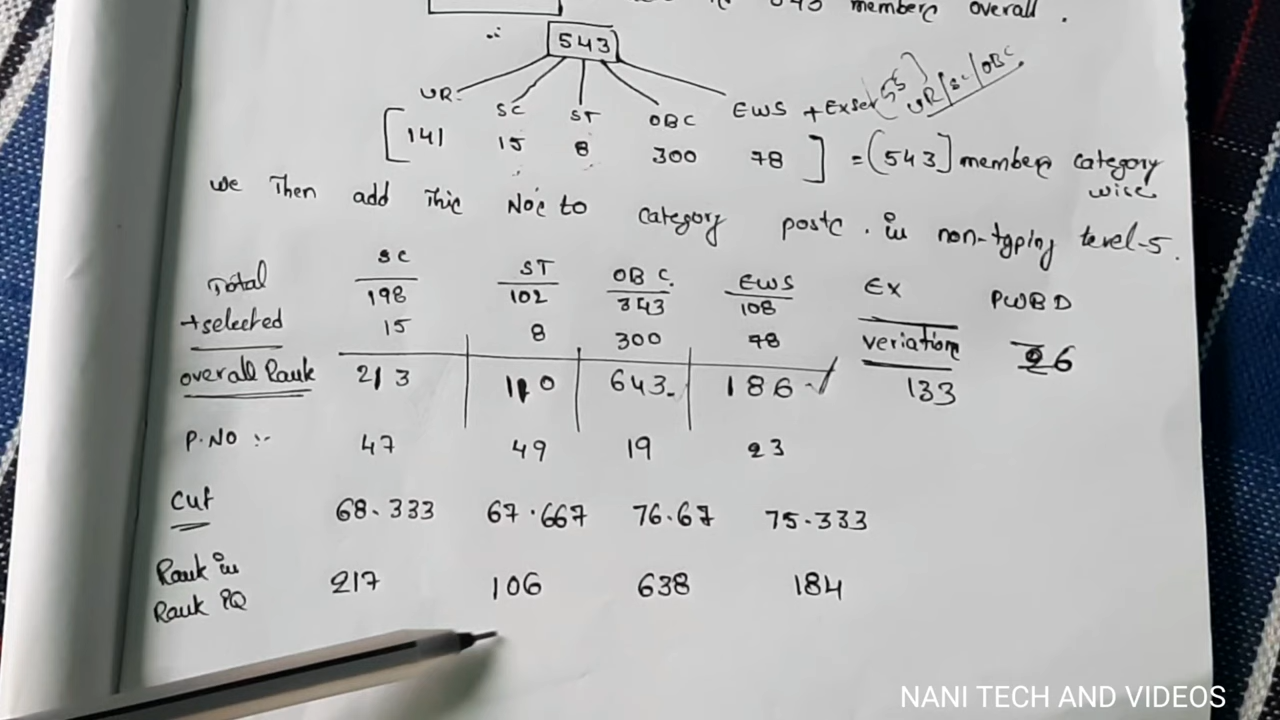 543 members overall.
∴ 543
UR. SC ST OBC EWS + Exser (55) UR/SC/OBC
[141 15 8 300 78] = (543] members category
wise
we Then add This Nos to category posts. in non-typing level-5.
SC ST OBC. EWS EX PWBD
Total 198 102 343 108
+selected 15 8 300 78 veriation 26
overall Rank 213 110 643 186 133
P.No :- 47 49 19 23
Cut 68.333 67.667 76.67 75.333
Rank in
Rank IQ 217 106 638 184
NANI TECH AND VIDEOS